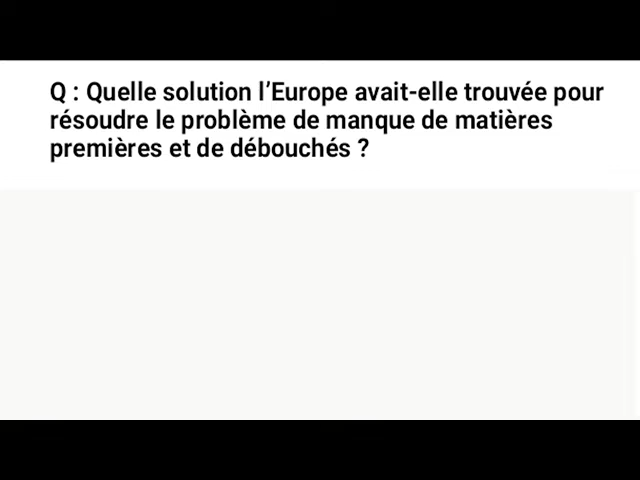 Q : Quelle solution l’Europe avait-elle trouvée pour
résoudre le problème de manque de matières
premières et de débouchés ?